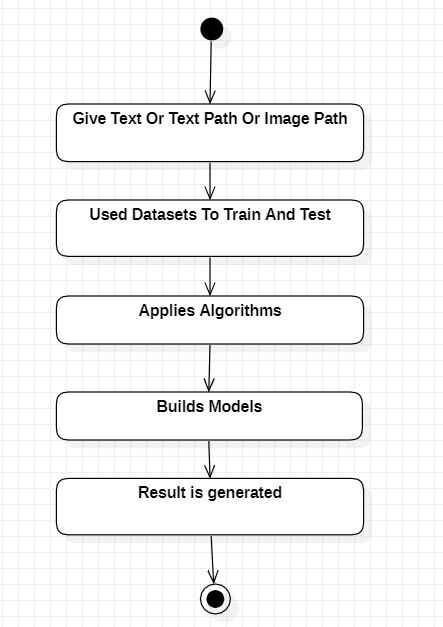 Give Text Or Text Path Or Image Path
Used Datasets To Train And Test
Applies Algorithms
Builds Models
Result is generated